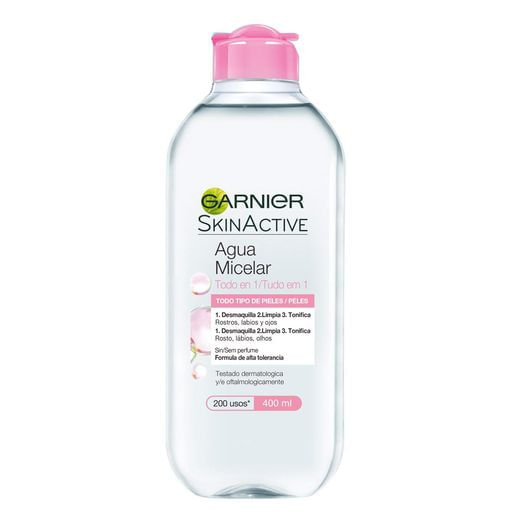 GARNIER
SKINACTIVE
Agua
Micelar
Todo en 1/Tudo em 1
TODO TIPO DE PIELES / PELES
1. Desmaquilla 2.Limpia 3. Tonifica
Rostros, labios y ojos
1. Desmaquilla 2.Limpia 3. Tonifica
Rosto, lábios, olhos
Sin/Sem perfume
Formula de alta tolerancia
Testado dermatologica
y/e oftalmologicamente
200 usos* 400 ml